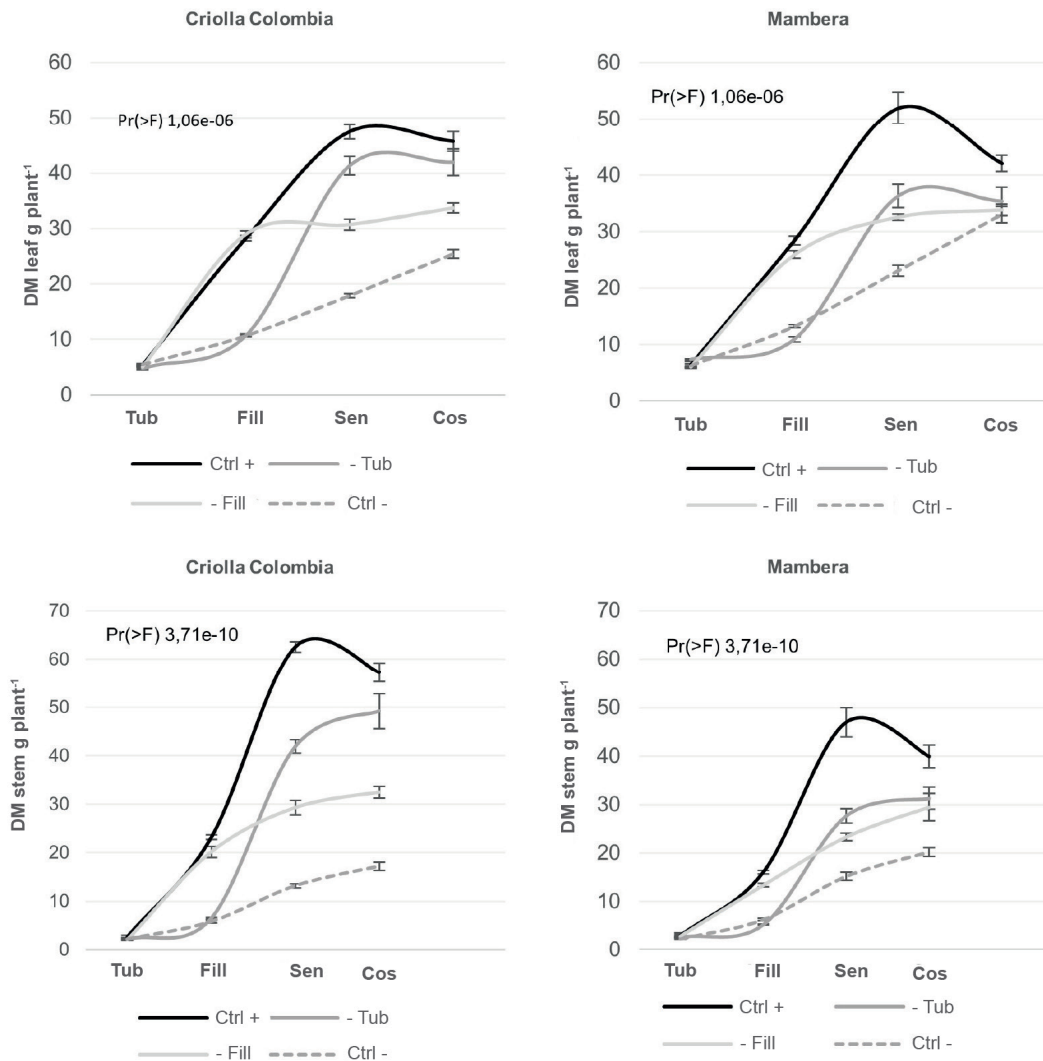 Criolla Colombia
60
50
40
30
20
10
0
DM leaf g plant⁻¹
Pr(>F) 1,06e-06
Tub Fill Sen Cos
Ctrl + - Tub
- Fill Ctrl -
Mambera
60
50
40
30
20
10
0
DM leaf g plant⁻¹
Pr(>F) 1,06e-06
Tub Fill Sen Cos
Ctrl + - Tub
- Fill Ctrl -
Criolla Colombia
70
60
50
40
30
20
10
0
DM stem g plant⁻¹
Pr(>F) 3,71e-10
Tub Fill Sen Cos
Ctrl + - Tub
- Fill Ctrl -
Mambera
70
60
50
40
30
20
10
0
DM stem g plant⁻¹
Pr(>F) 3,71e-10
Tub Fill Sen Cos
Ctrl + - Tub
- Fill Ctrl -